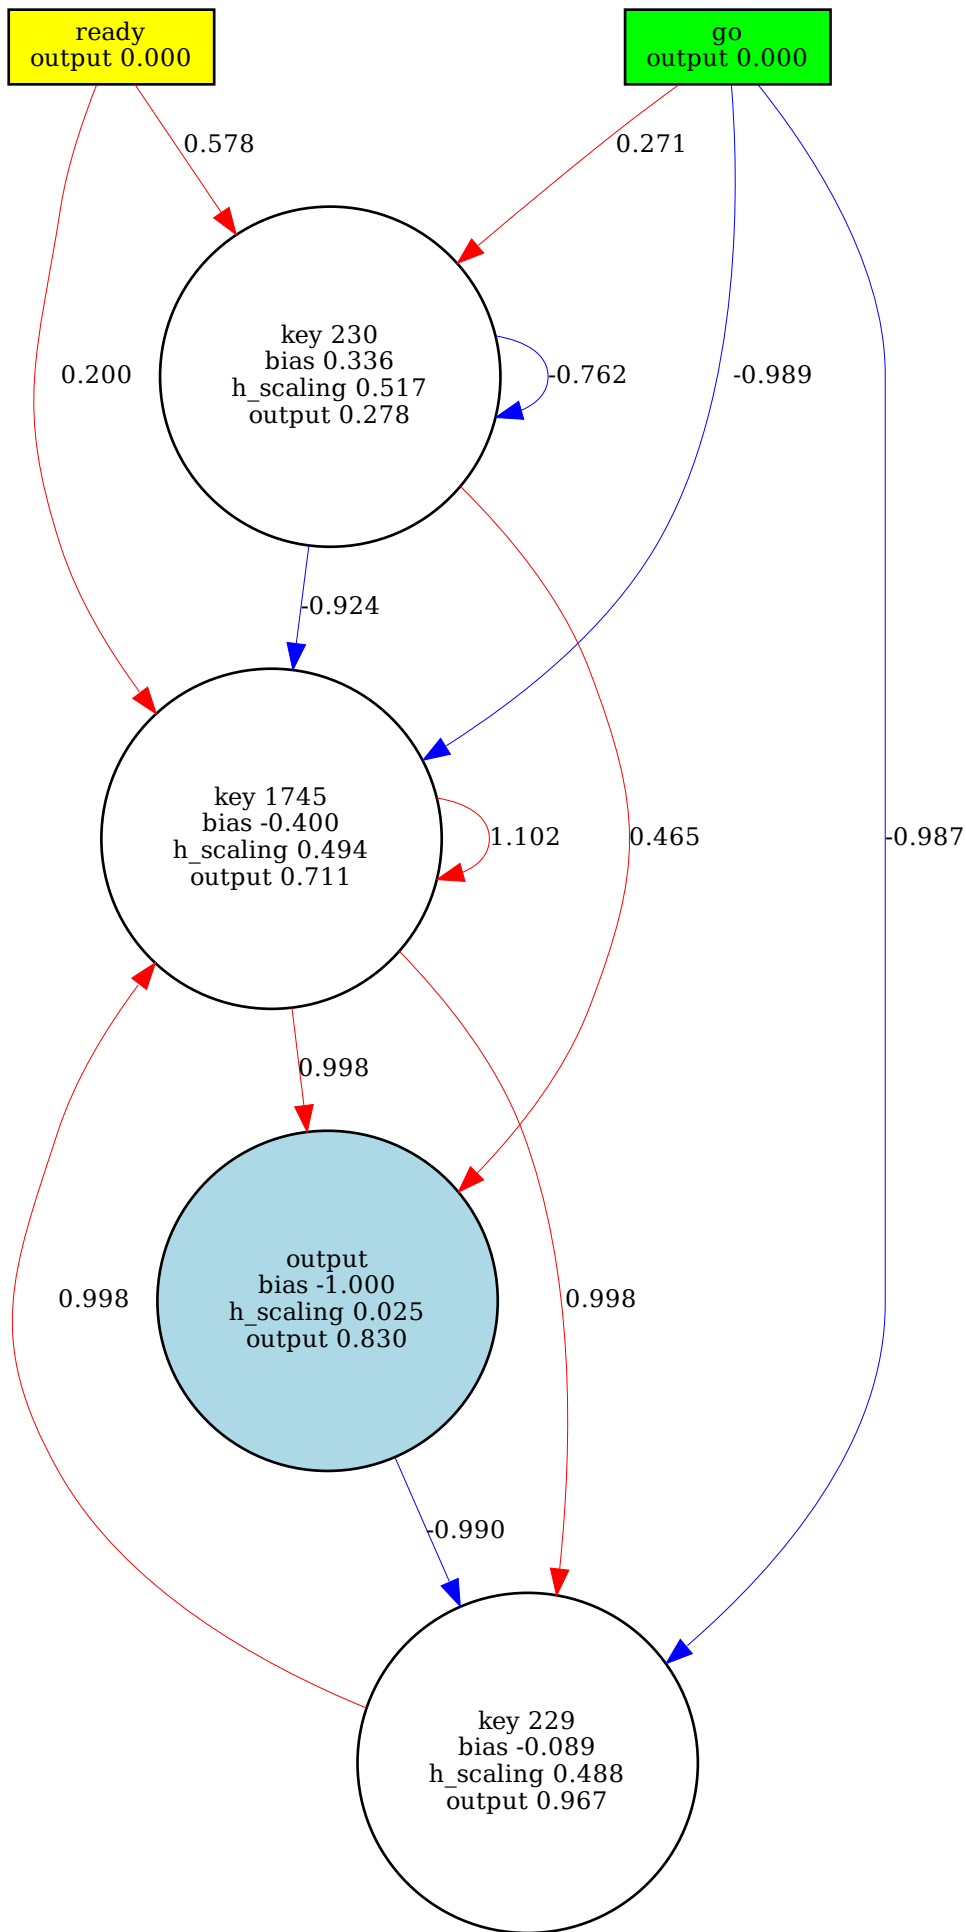 ready
output 0.000
go
output 0.000
0.578
0.271
key 230
bias 0.336
h_scaling 0.517
output 0.278
0.200
-0.762
-0.989
-0.924
key 1745
bias -0.400
h_scaling 0.494
output 0.711
1.102
0.465
-0.987
0.998
output
bias -1.000
h_scaling 0.025
output 0.830
0.998
0.998
-0.990
key 229
bias -0.089
h_scaling 0.488
output 0.967